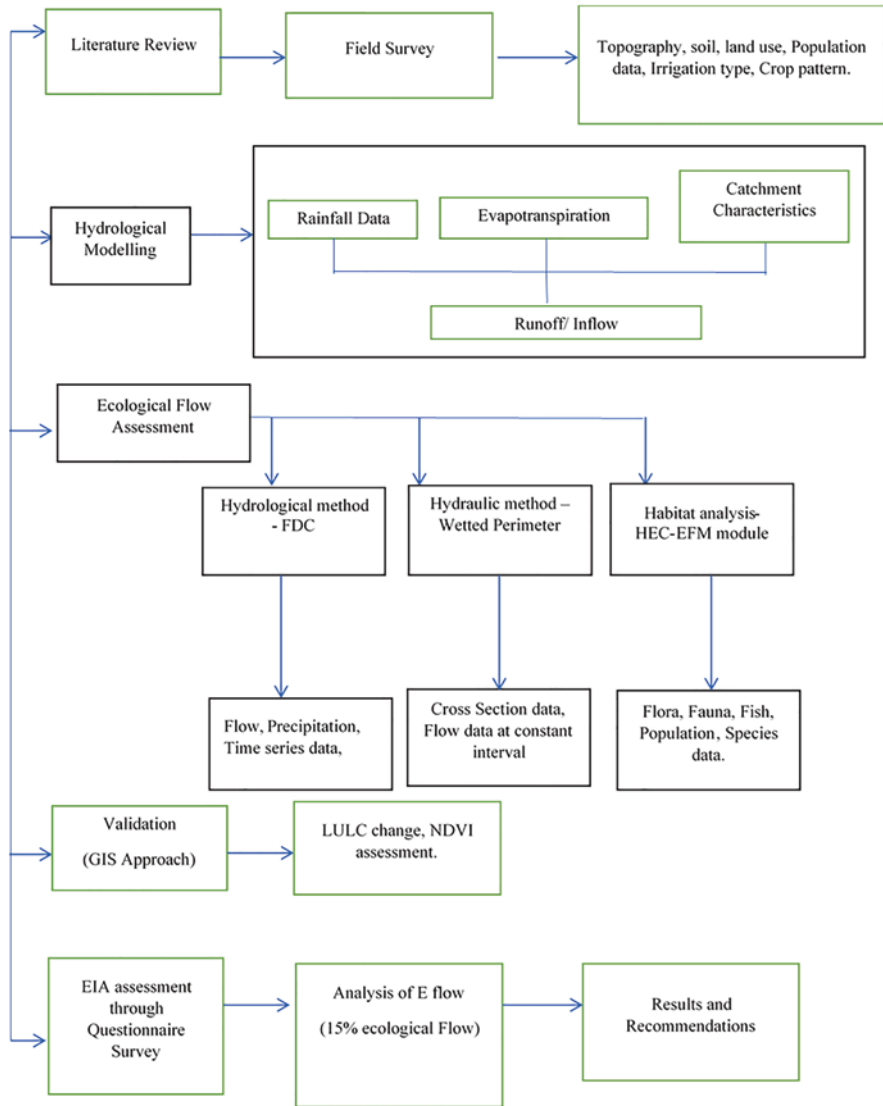 Literature Review
Field Survey
Topography, soil, land use, Population
data, Irrigation type, Crop pattern.
Hydrological
Modelling
Rainfall Data
Evapotranspiration
Catchment
Characteristics
Runoff/ Inflow
Ecological Flow
Assessment
Hydrological method
- FDC
Hydraulic method –
Wetted Perimeter
Habitat analysis-
HEC-EFM module
Flow, Precipitation,
Time series data,
Cross Section data,
Flow data at constant
interval
Flora, Fauna, Fish,
Population, Species
data.
Validation
(GIS Approach)
LULC change, NDVI
assessment.
EIA assessment
through
Questionnaire
Survey
Analysis of E flow
(15% ecological Flow)
Results and
Recommendations